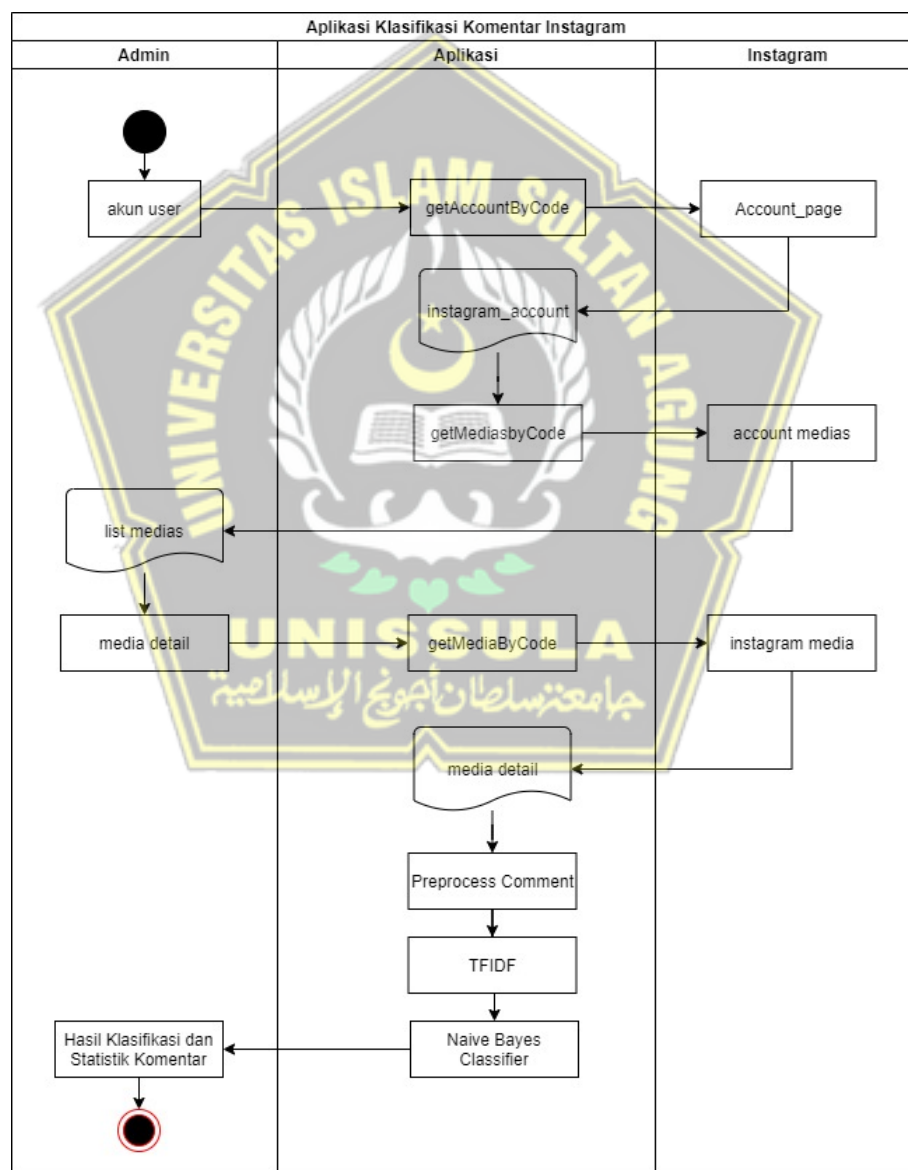 Aplikasi Klasifikasi Komentar Instagram
Admin
Aplikasi
Instagram
akun user
getAccountByCode
Account_page
instagram_account
getMediasbyCode
account medias
list medias
media detail
getMediaByCode
instagram media
media detail
Preprocess Comment
TFIDF
Naive Bayes
Classifier
Hasil Klasifikasi dan
Statistik Komentar
UNIVERSITAS ISLAM SULTAN AGUNG
UNISSULA
جامعة سلطان أجونج الإسلامية